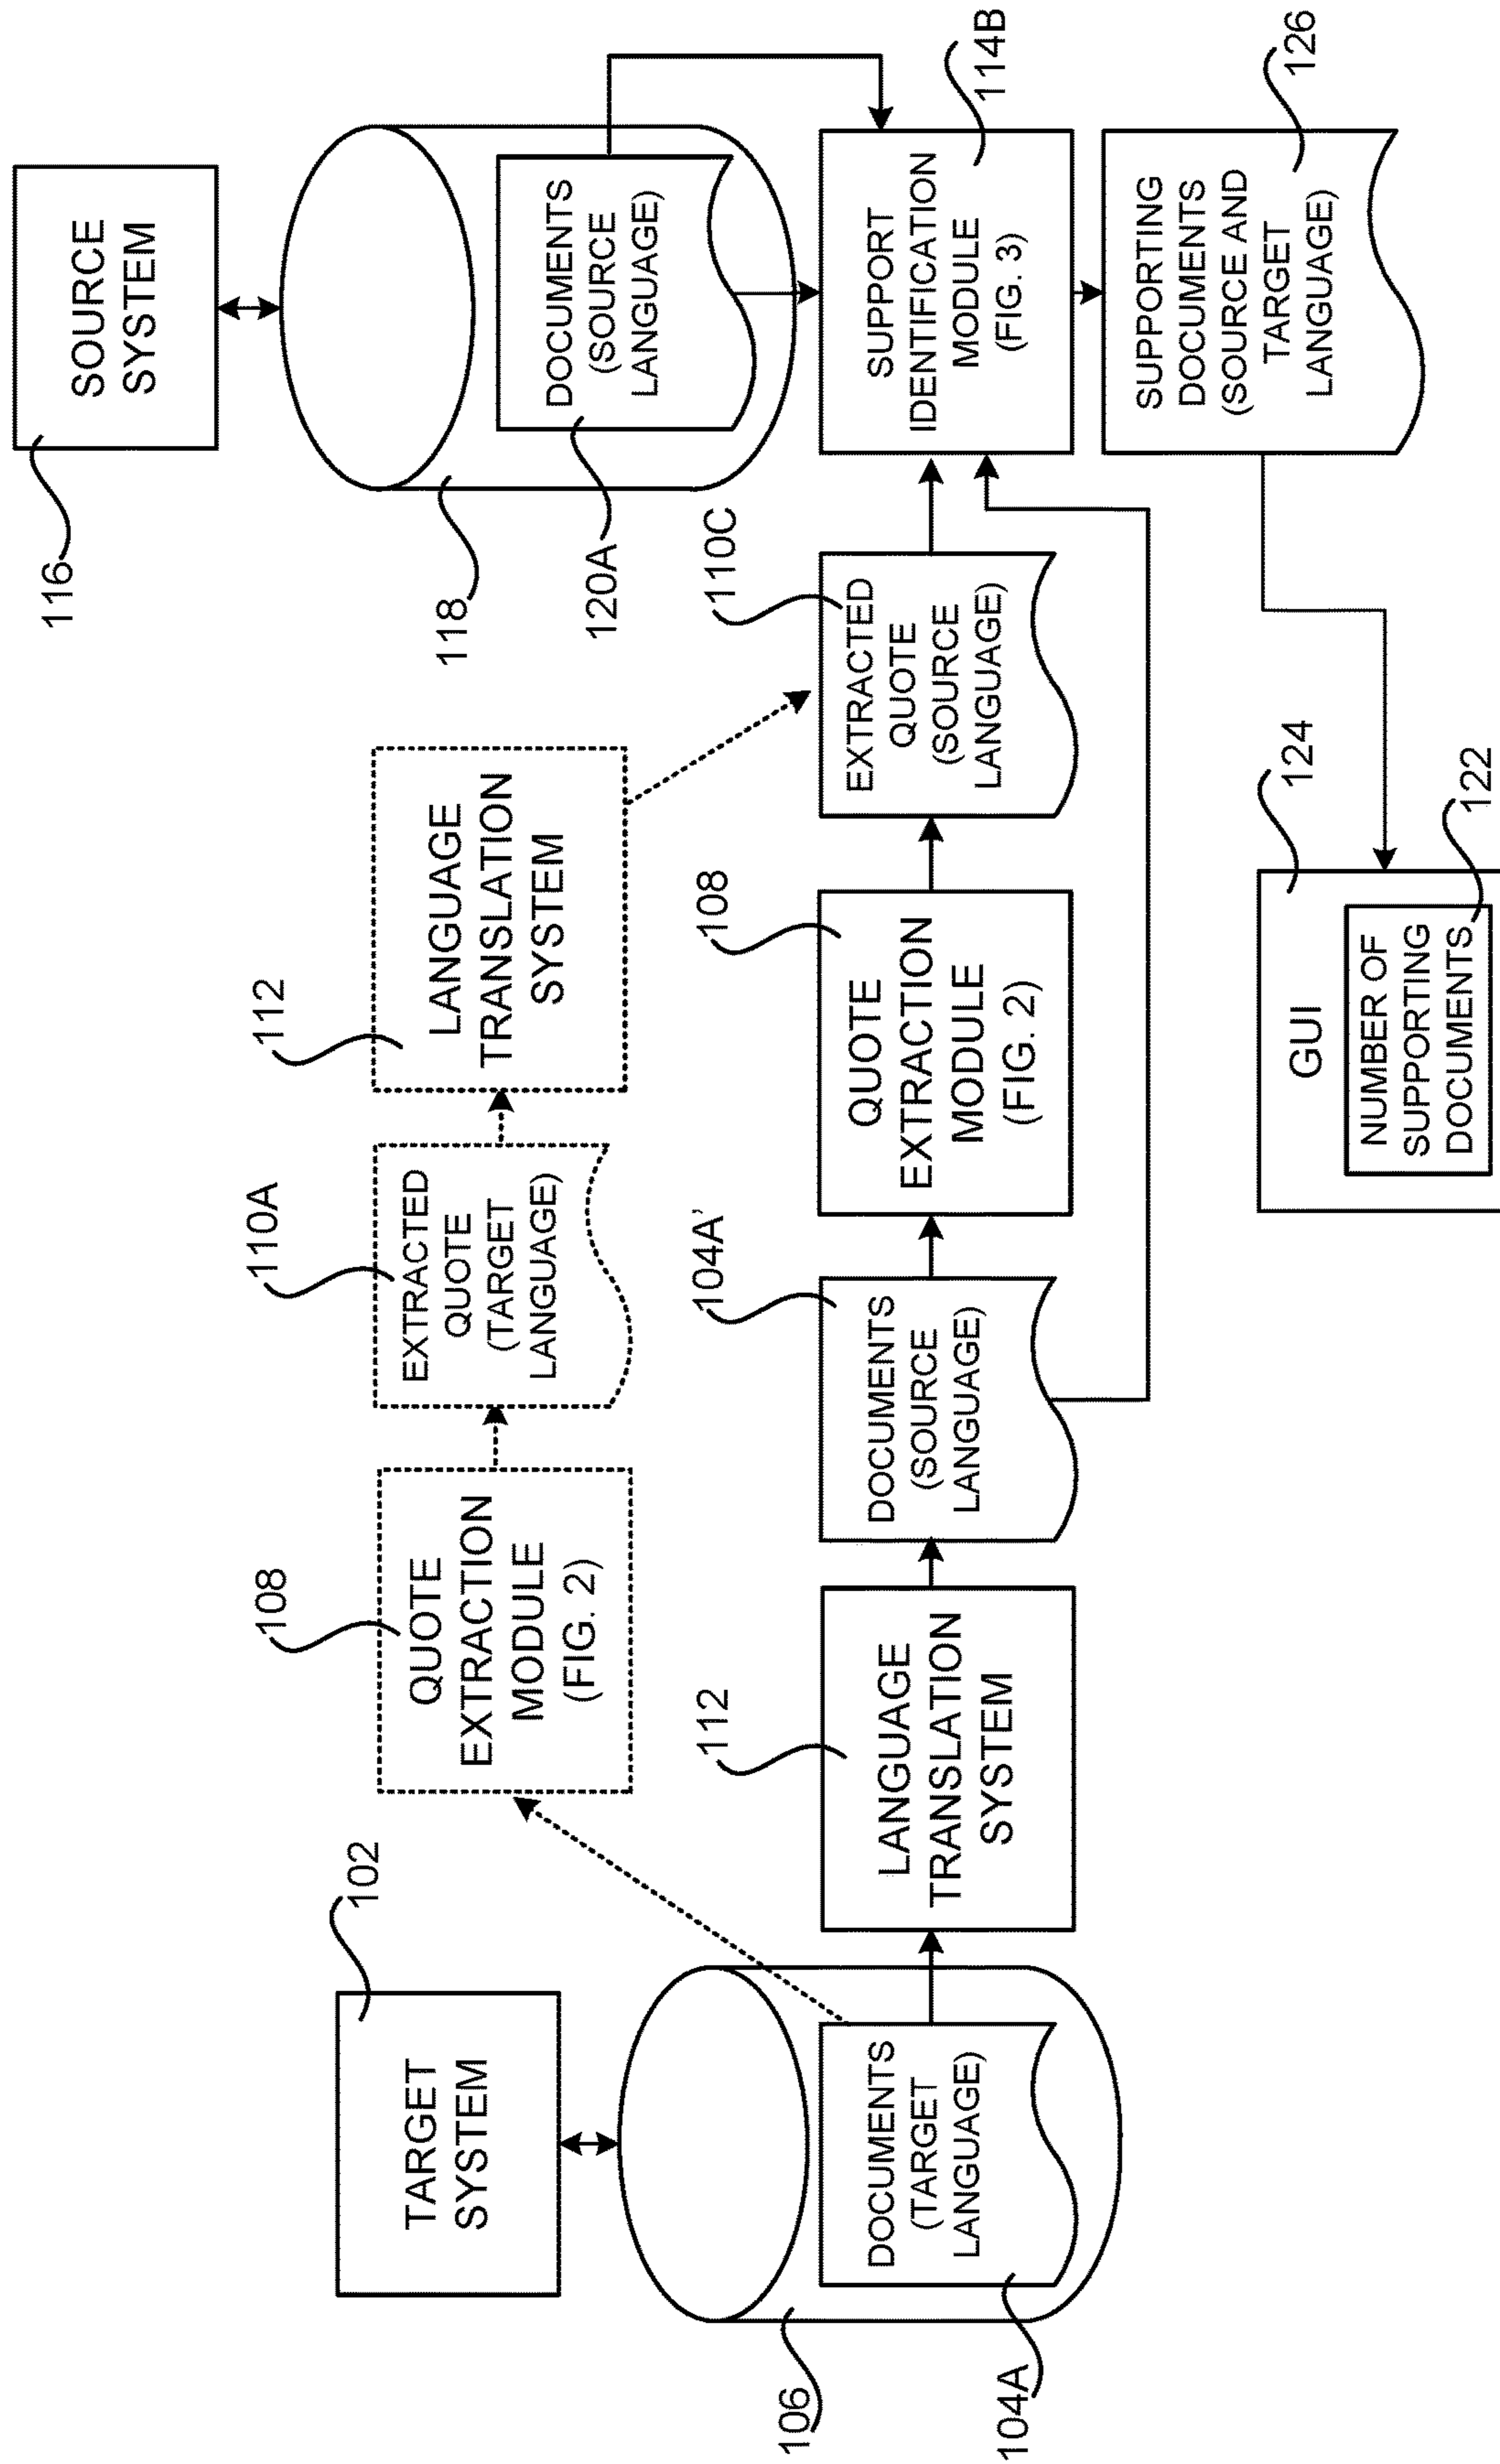 116
SOURCE
SYSTEM
118
DOCUMENTS
(SOURCE
LANGUAGE)
120A
102
TARGET
SYSTEM
108
QUOTE
EXTRACTION
MODULE
(FIG. 2)
110A
EXTRACTED
QUOTE
(TARGET
LANGUAGE)
112
LANGUAGE
TRANSLATION
SYSTEM
106
DOCUMENTS
(TARGET
LANGUAGE)
104A
112
LANGUAGE
TRANSLATION
SYSTEM
104A'
DOCUMENTS
(SOURCE
LANGUAGE)
108
QUOTE
EXTRACTION
MODULE
(FIG. 2)
110C
EXTRACTED
QUOTE
(SOURCE
LANGUAGE)
SUPPORT
IDENTIFICATION
MODULE
(FIG. 3)
114B
SUPPORTING
DOCUMENTS
(SOURCE AND
TARGET
LANGUAGE)
126
GUI
124
NUMBER OF
SUPPORTING
DOCUMENTS
122